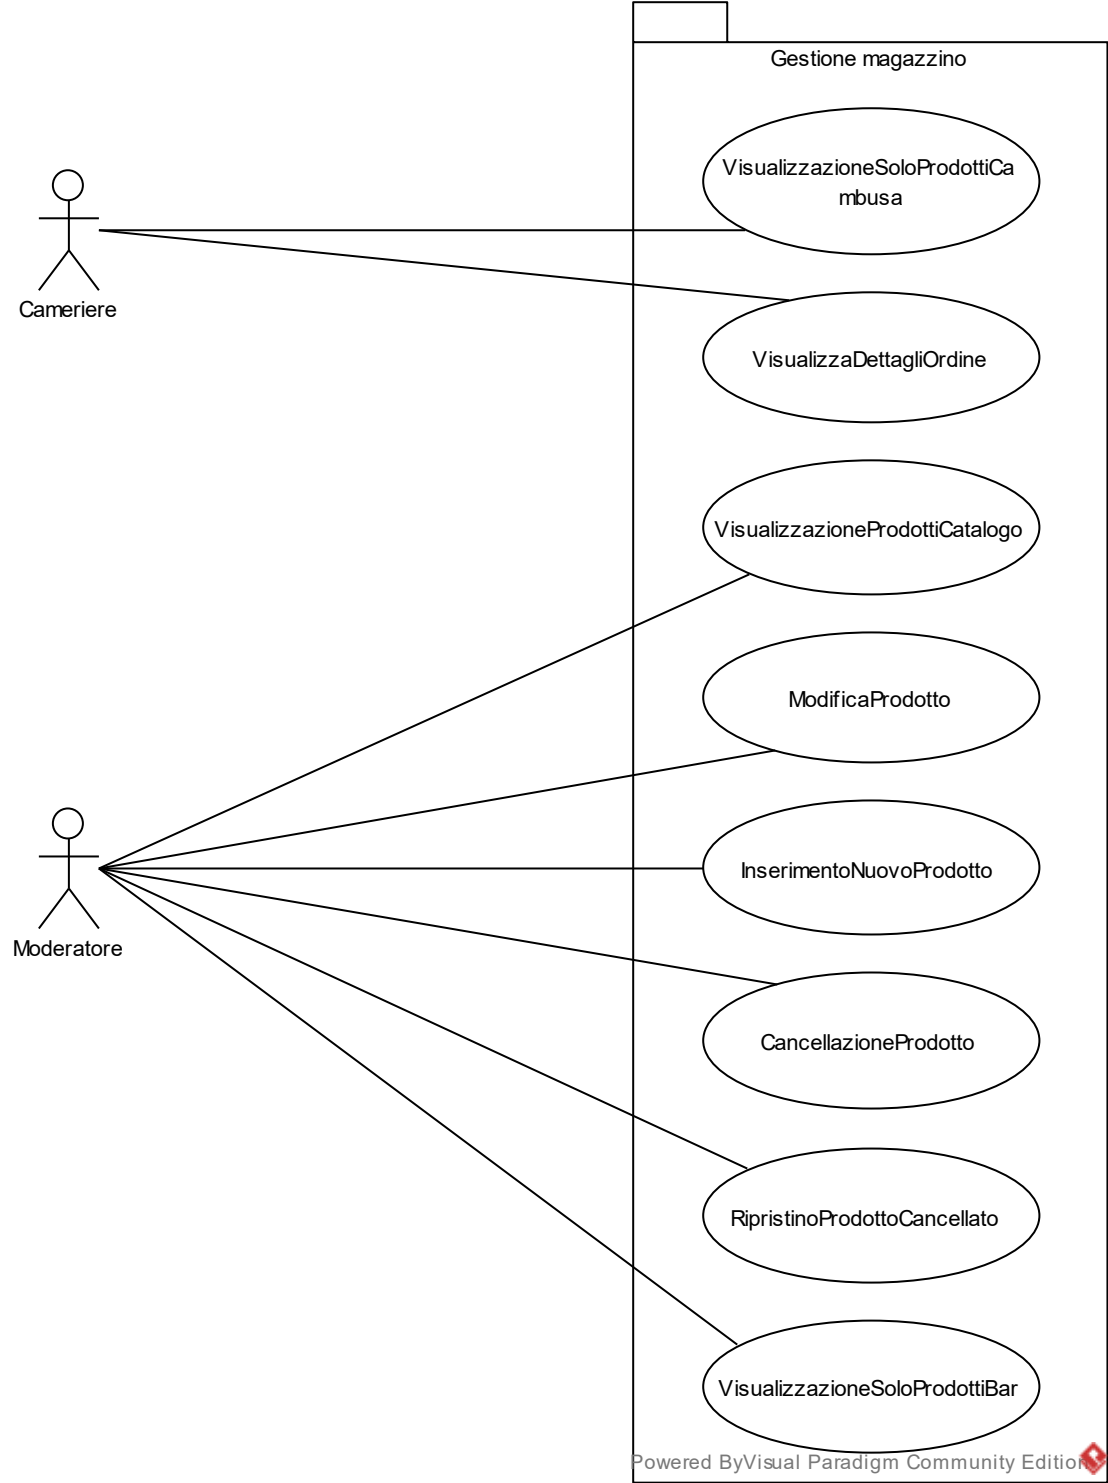 Gestione magazzino
VisualizzazioneSoloProdottiCa
mbusa
Cameriere
VisualizzaDettagliOrdine
VisualizzazioneProdottiCatalogo
ModificaProdotto
InserimentoNuovoProdotto
Moderatore
CancellazioneProdotto
RipristinoProdottoCancellato
VisualizzazioneSoloProdottiBar
Powered ByVisual Paradigm Community Edition